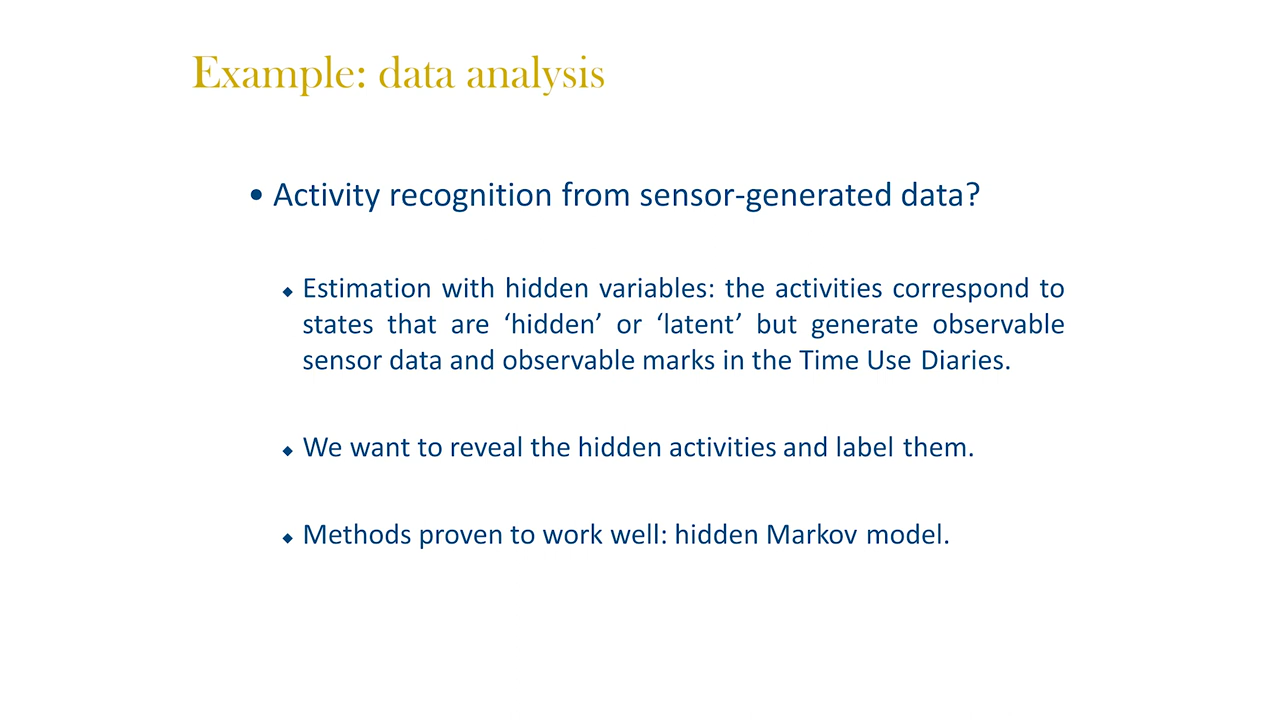 Example: data analysis
• Activity recognition from sensor-generated data?
◆ Estimation with hidden variables: the activities correspond to
states that are ‘hidden’ or ‘latent’ but generate observable
sensor data and observable marks in the Time Use Diaries.
◆ We want to reveal the hidden activities and label them.
◆ Methods proven to work well: hidden Markov model.